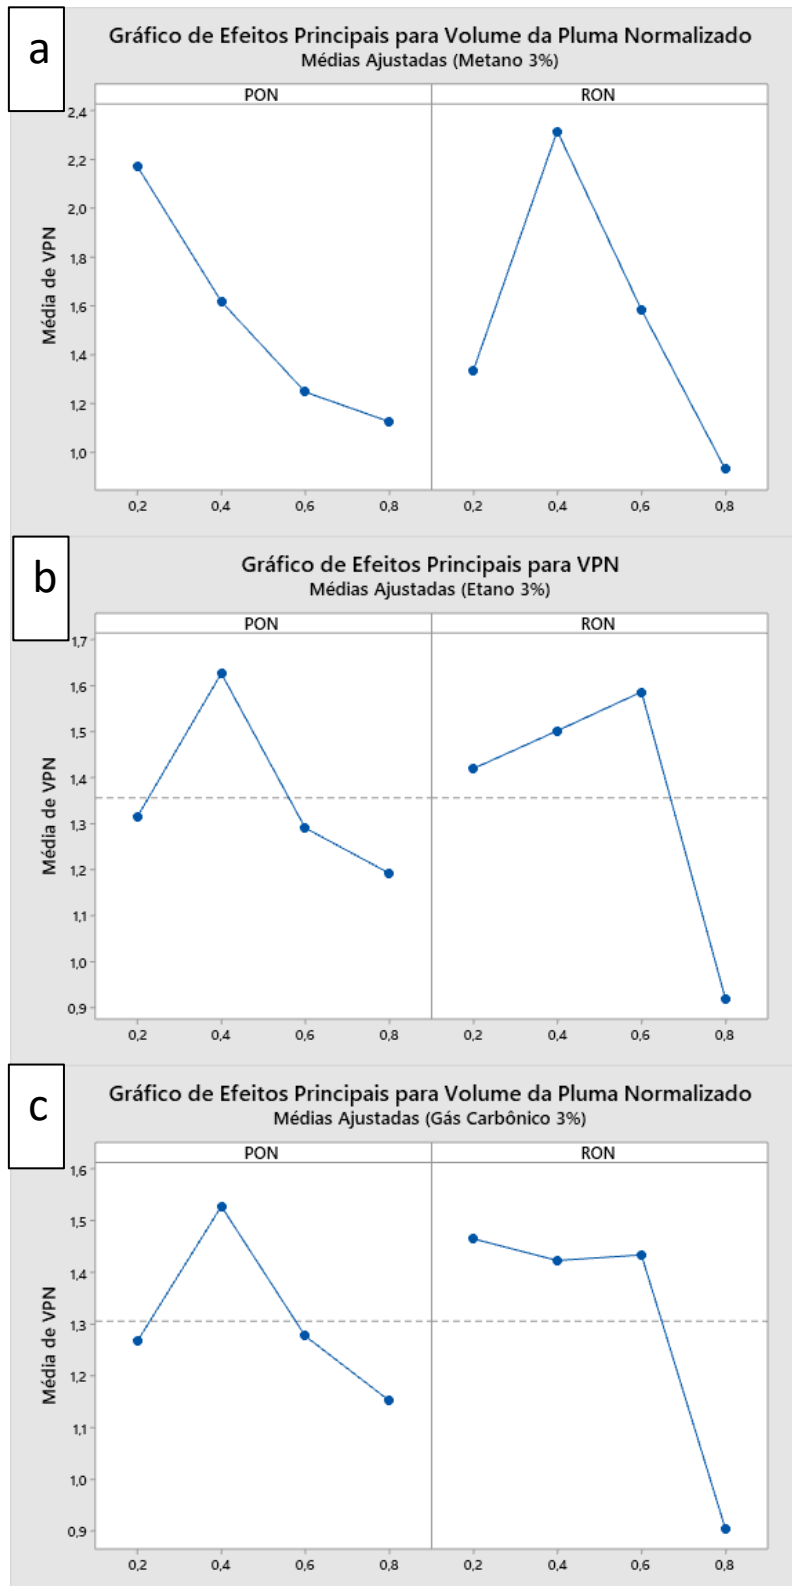 a
Gráfico de Efeitos Principais para Volume da Pluma Normalizado
Médias Ajustadas (Metano 3%)
PON RON
2,4
2,2
2,0
1,8
1,6
1,4
1,2
1,0
Média de VPN
0,2 0,4 0,6 0,8 0,2 0,4 0,6 0,8
b
Gráfico de Efeitos Principais para VPN
Médias Ajustadas (Etano 3%)
PON RON
1,7
1,6
1,5
1,4
1,3
1,2
1,1
1,0
0,9
Média de VPN
0,2 0,4 0,6 0,8 0,2 0,4 0,6 0,8
c
Gráfico de Efeitos Principais para Volume da Pluma Normalizado
Médias Ajustadas (Gás Carbônico 3%)
PON RON
1,6
1,5
1,4
1,3
1,2
1,1
1,0
0,9
Média de VPN
0,2 0,4 0,6 0,8 0,2 0,4 0,6 0,8